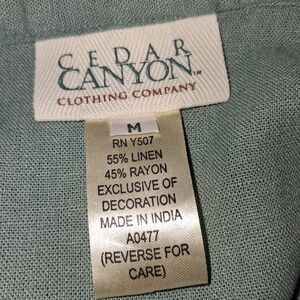 CEDAR
CANYON™
CLOTHING COMPANY
M
RN Y507
55% LINEN
45% RAYON
EXCLUSIVE OF
DECORATION
MADE IN INDIA
A0477
(REVERSE FOR
CARE)